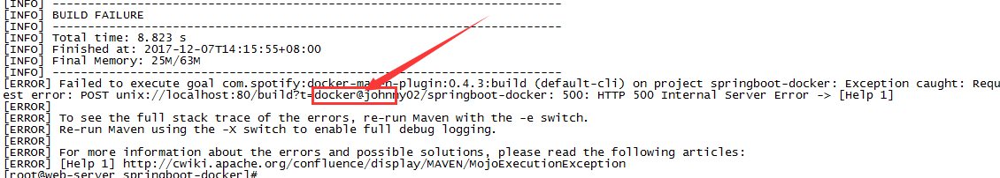 [INFO] ------------------------------------------------------------------------
[INFO] BUILD FAILURE
[INFO] ------------------------------------------------------------------------
[INFO] Total time: 8.823 s
[INFO] Finished at: 2017-12-07T14:15:55+08:00
[INFO] Final Memory: 25M/63M
[INFO] ------------------------------------------------------------------------
[ERROR] Failed to execute goal com.spotify:docker-maven-plugin:0.4.3:build (default-cli) on project springboot-docker: Exception caught: Requ
est error: POST unix://localhost:80/build?t=docker@johnny02/springboot-docker: 500: HTTP 500 Internal Server Error -> [Help 1]
[ERROR]
[ERROR] To see the full stack trace of the errors, re-run Maven with the -e switch.
[ERROR] Re-run Maven using the -X switch to enable full debug logging.
[ERROR]
[ERROR] For more information about the errors and possible solutions, please read the following articles:
[ERROR] [Help 1] http://cwiki.apache.org/confluence/display/MAVEN/MojoExecutionException
[root@web-server springboot-docker]#